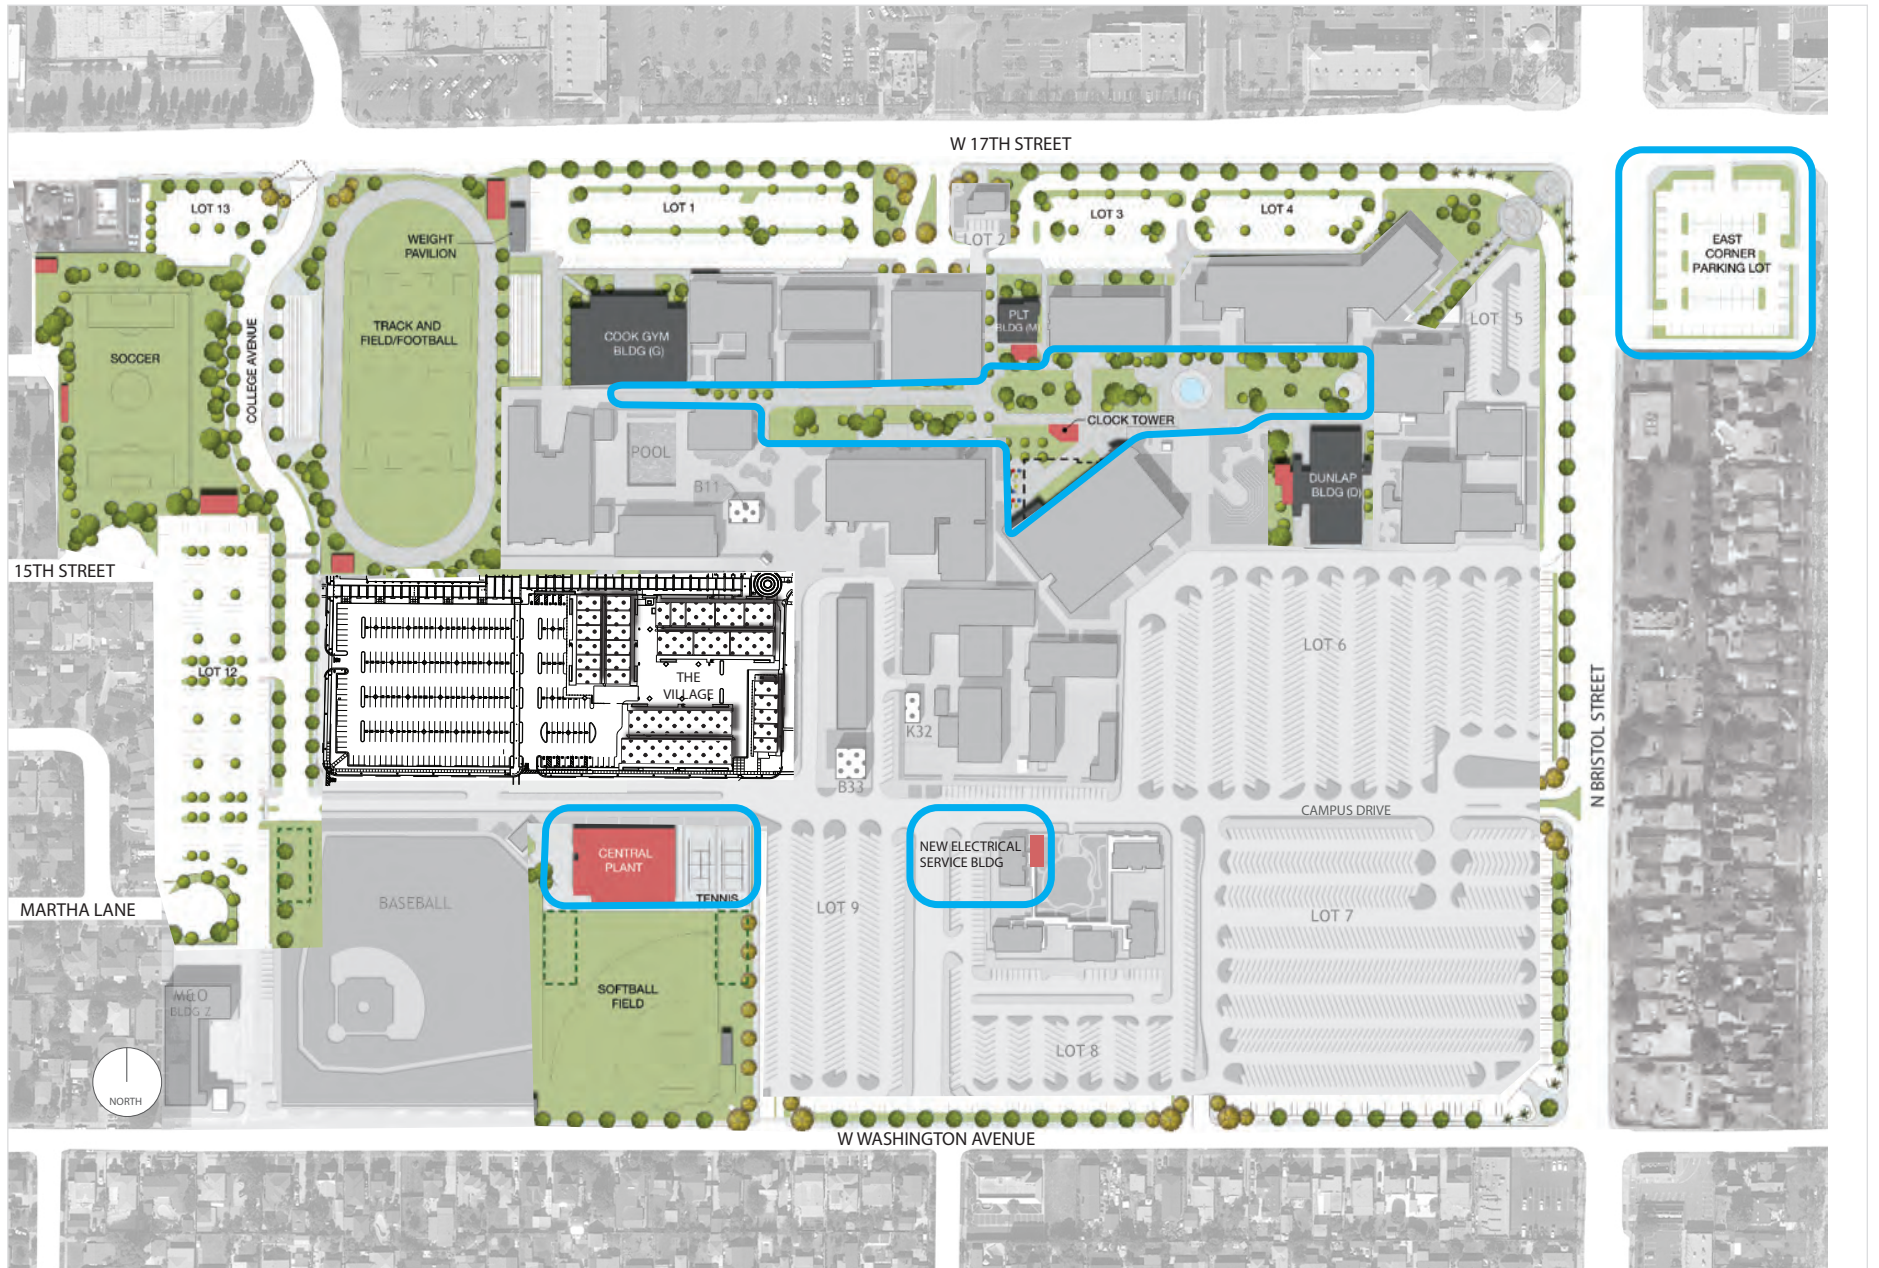 W 17TH STREET
LOT 13
LOT 1
LOT 3
LOT 4
LOT 2
WEIGHT
PAVILION
EAST
CORNER
PARKING LOT
LOT 5
TRACK AND
FIELD/FOOTBALL
COOK GYM
BLDG (G)
PLT
BLDG (M)
SOCCER
COLLEGE AVENUE
CLOCK TOWER
POOL
B11
DUNLAP
BLDG (D)
15TH STREET
LOT 6
LOT 12
THE
VILLAGE
K32
B33
N BRISTOL STREET
CAMPUS DRIVE
CENTRAL
PLANT
NEW ELECTRICAL
SERVICE BLDG
TENNIS
MARTHA LANE
BASEBALL
LOT 9
LOT 7
SOFTBALL
FIELD
M&O
BLDG Z
LOT 8
NORTH
W WASHINGTON AVENUE